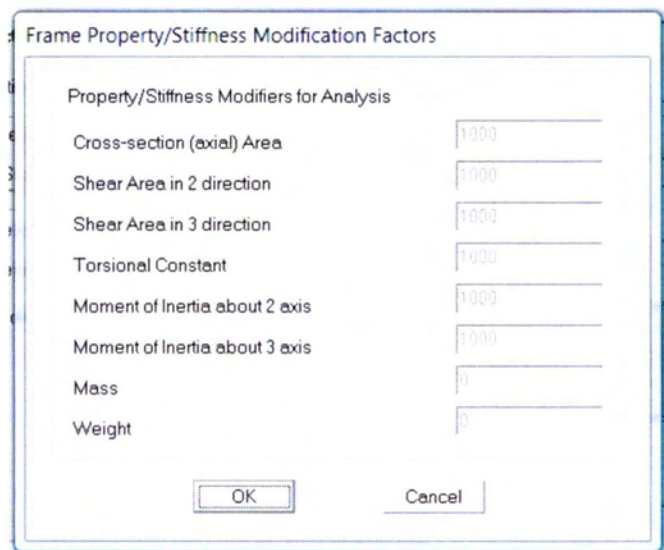 Frame Property/Stiffness Modification Factors
Property/Stiffness Modifiers for Analysis
Cross-section (axial) Area 1000
Shear Area in 2 direction 1000
Shear Area in 3 direction 1000
Torsional Constant 1000
Moment of Inertia about 2 axis 1000
Moment of Inertia about 3 axis 1000
Mass 0
Weight 0
OK Cancel